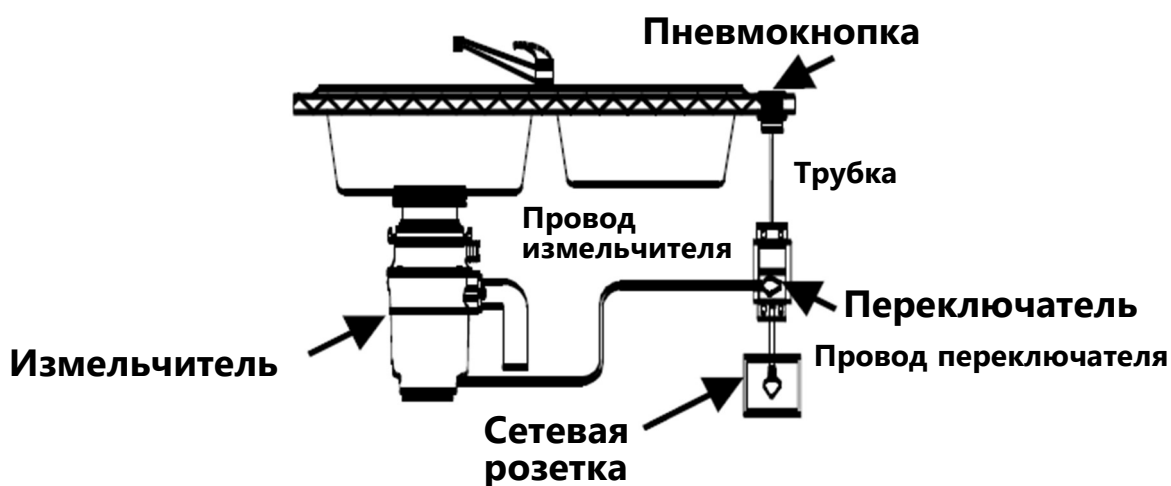 Пневмокнопка
Трубка
Провод
измельчителя
Переключатель
Провод переключателя
Измельчитель
Сетевая
розетка